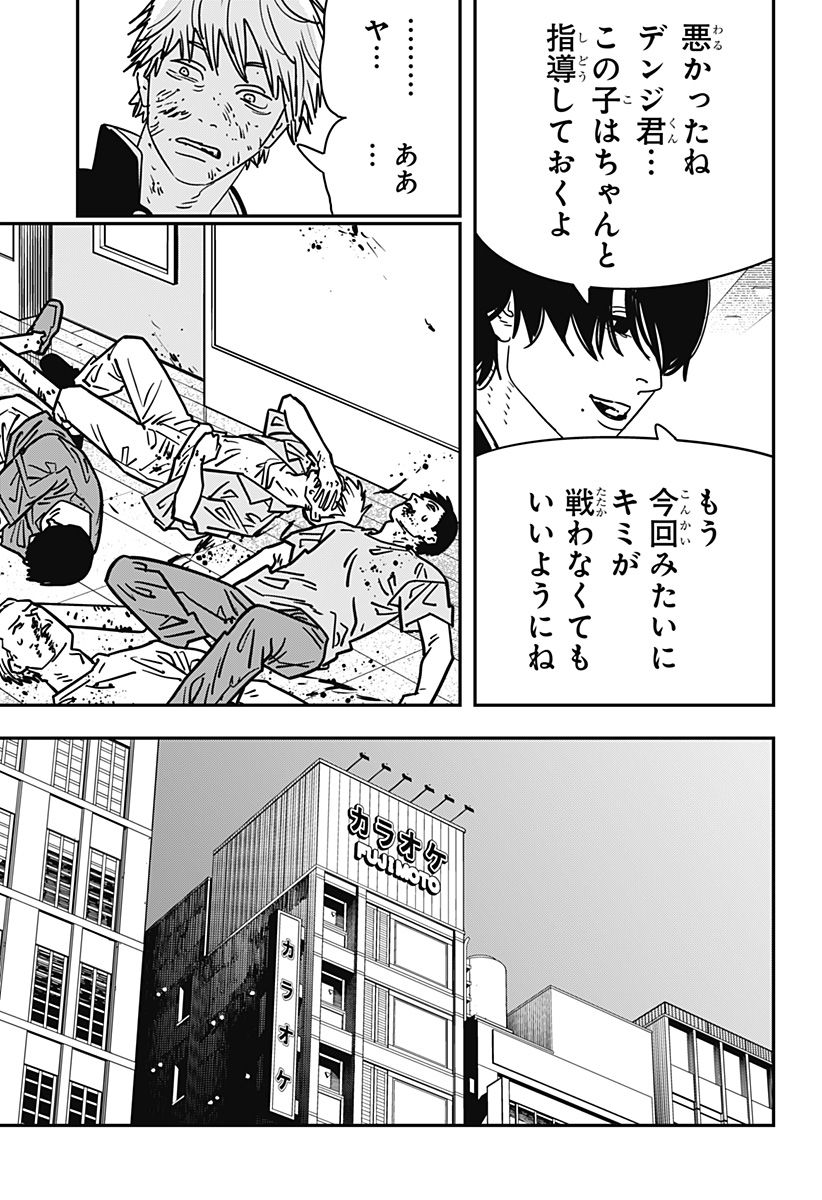 悪かったね
デンジ君…
この子はちゃんと
指導しておくよ
もう
今回みたいに
キミが
戦わなくても
いいようにね
………
ヤ…
ああ
…
カラオケ
FUJIMOTO
カラオケ